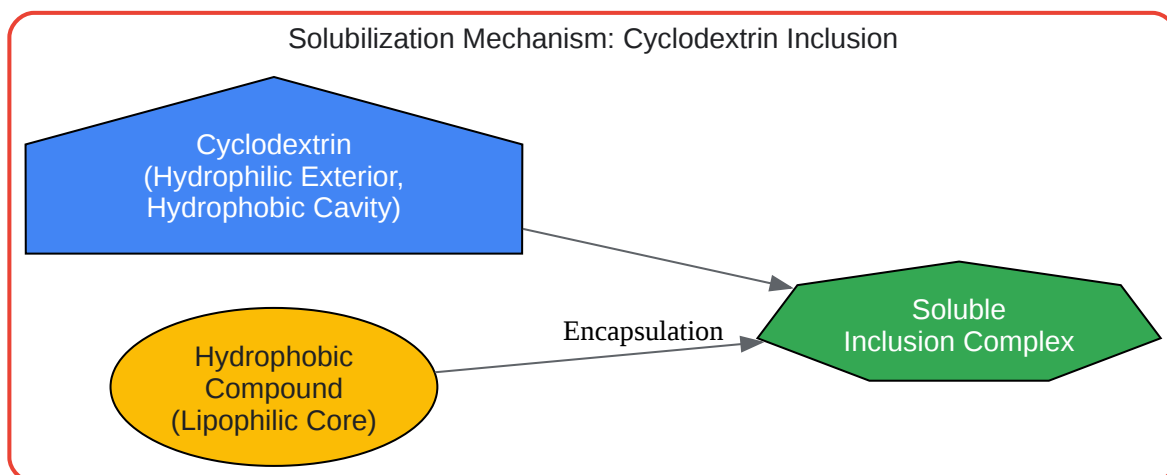 Solubilization Mechanism: Cyclodextrin Inclusion
Cyclodextrin
(Hydrophilic Exterior,
Hydrophobic Cavity)
Encapsulation
Soluble
Inclusion Complex
Hydrophobic
Compound
(Lipophilic Core)